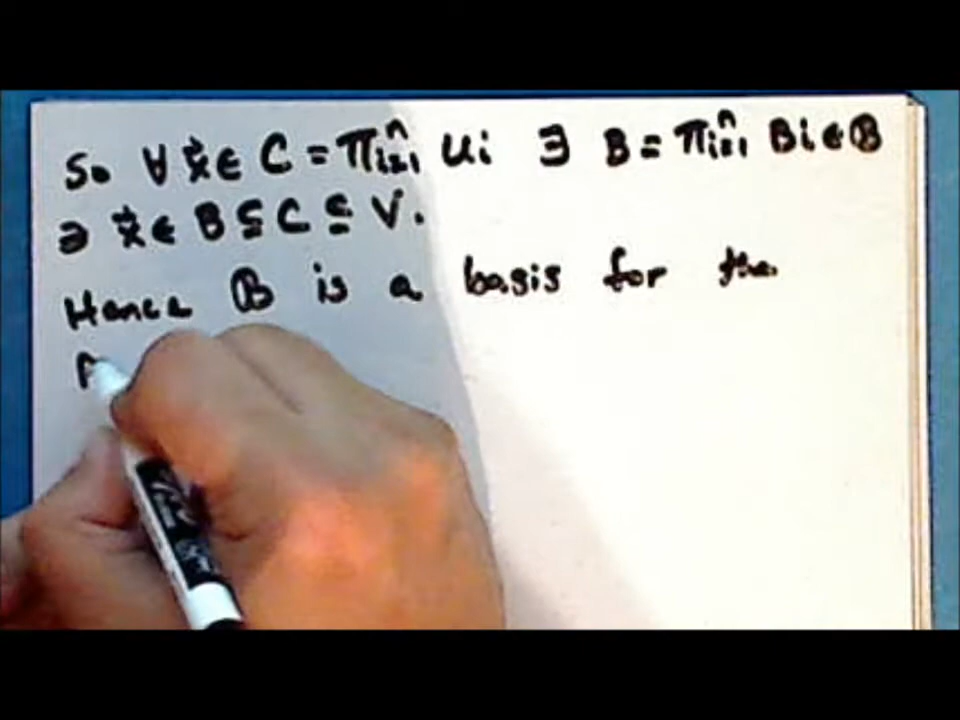 So ∀ x⃗ ∈ C = π_{i=1}^n Ui ∃ B = π_{i=1}^n Bi ∈ 𝔹
∋ x⃗ ∈ B ⊆ C ⊆ V.
Hence 𝔹 is a basis for the